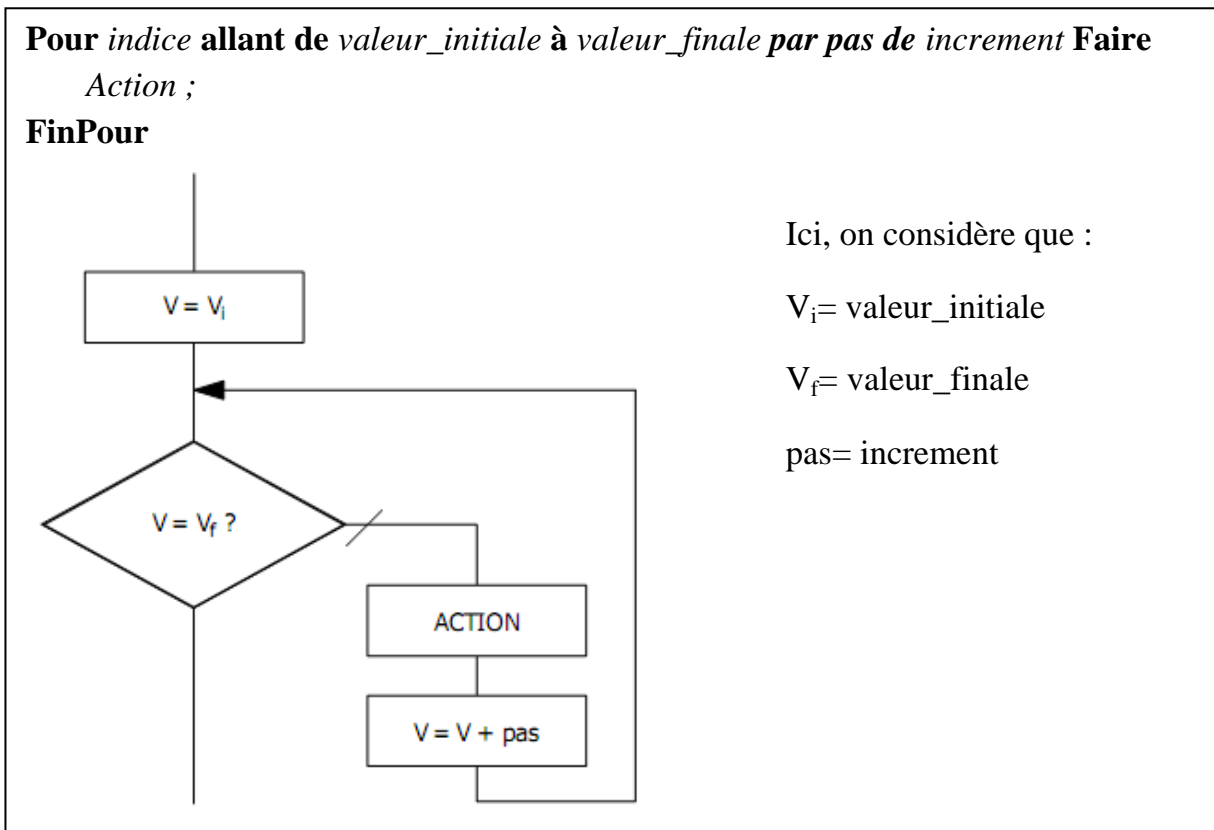 Pour indice allant de valeur_initiale à valeur_finale par pas de increment Faire
Action ;
FinPour
V = Vi
V = Vf ?
ACTION
V = V + pas
Ici, on considère que :
Vi= valeur_initiale
Vf= valeur_finale
pas= increment